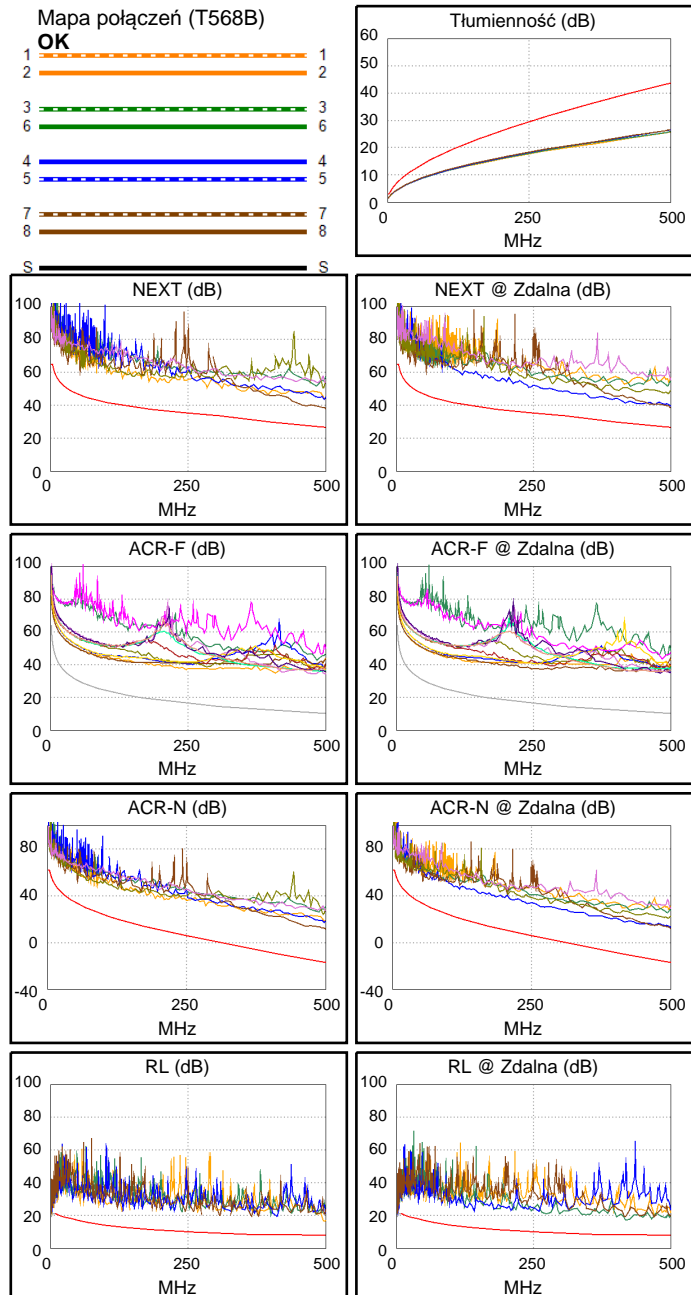 Mapa połączeń (T568B)
OK
1 1
2 2
3 3
6 6
4 4
5 5
7 7
8 8
S S
Tłumienność (dB)
60
50
40
30
20
10
0
250 500
MHz
NEXT (dB)
100
80
60
40
20
0
0 250 500
MHz
NEXT @ Zdalna (dB)
100
80
60
40
20
0
0 250 500
MHz
ACR-F (dB)
100
80
60
40
20
0
0 250 500
MHz
ACR-F @ Zdalna (dB)
100
80
60
40
20
0
0 250 500
MHz
ACR-N (dB)
80
40
0
-40
0 250 500
MHz
ACR-N @ Zdalna (dB)
80
40
0
-40
0 250 500
MHz
RL (dB)
100
80
60
40
20
0
0 250 500
MHz
RL @ Zdalna (dB)
100
80
60
40
20
0
0 250 500
MHz